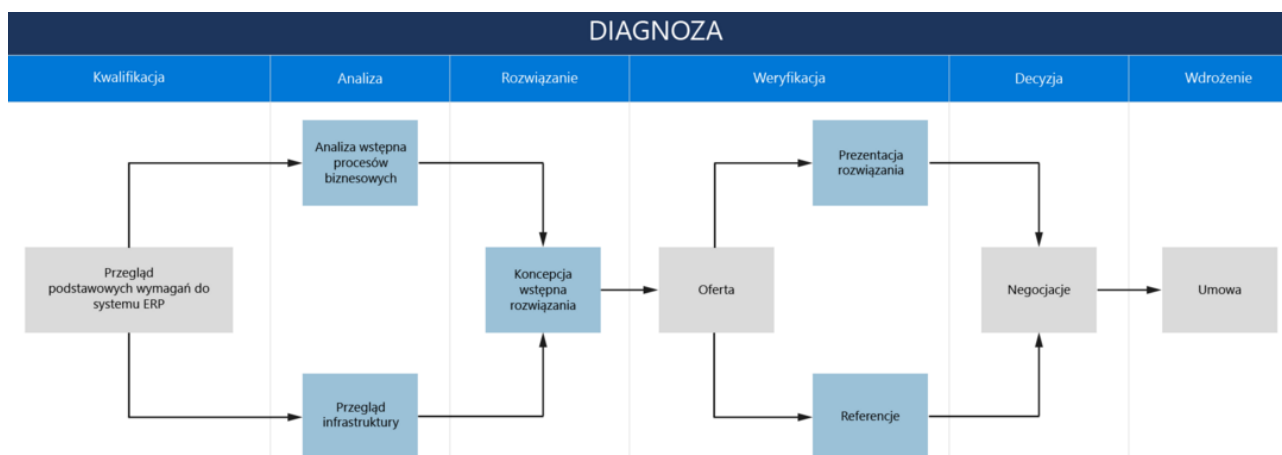 DIAGNOZA
Kwalifikacja
Analiza
Rozwiązanie
Weryfikacja
Decyzja
Wdrożenie
Analiza wstępna
procesów
biznesowych
Prezentacja
rozwiązania
Przegląd
podstawowych wymagań do
systemu ERP
Koncepcja
wstępna
rozwiązania
Oferta
Negocjacje
Umowa
Przegląd
infrastruktury
Referencje